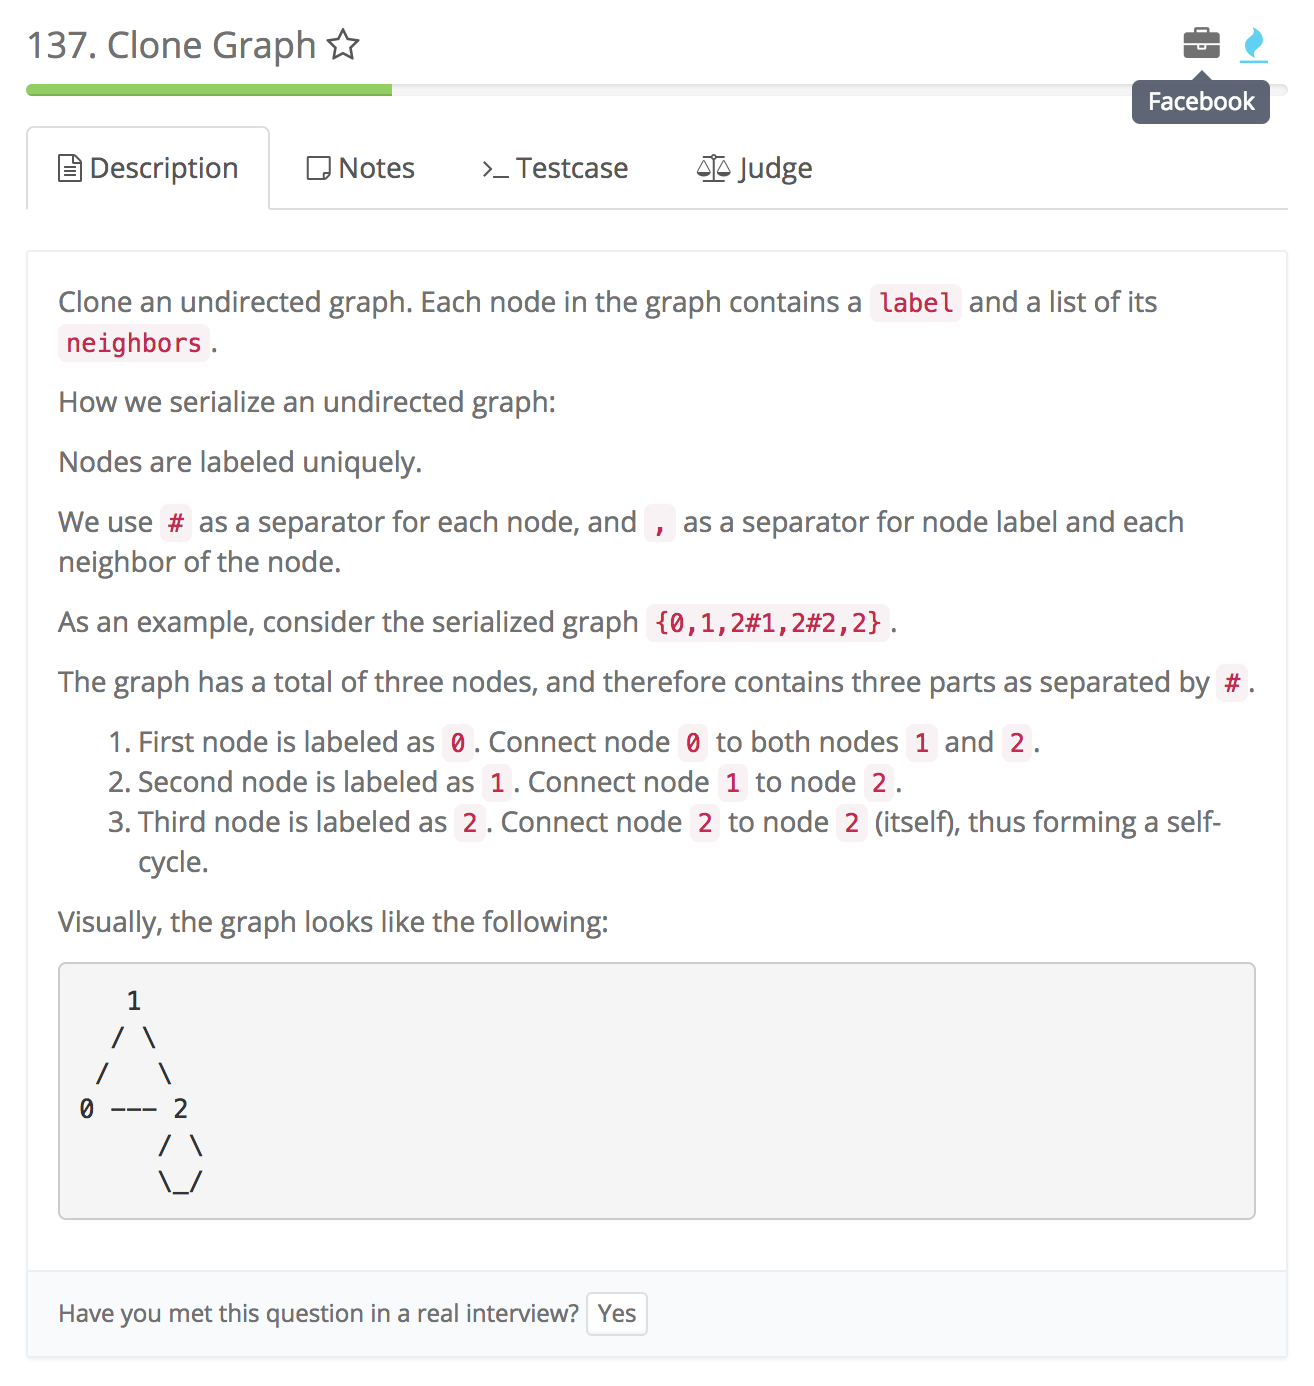 137. Clone Graph
Facebook
Description
Notes
>_ Testcase
Judge
Clone an undirected graph. Each node in the graph contains a label and a list of its
neighbors .
How we serialize an undirected graph:
Nodes are labeled uniquely.
We use # as a separator for each node, and , as a separator for node label and each
neighbor of the node.
As an example, consider the serialized graph {0,1,2#1,2#2,2} .
The graph has a total of three nodes, and therefore contains three parts as separated by # .
1. First node is labeled as 0 . Connect node 0 to both nodes 1 and 2 .
2. Second node is labeled as 1 . Connect node 1 to node 2 .
3. Third node is labeled as 2 . Connect node 2 to node 2 (itself), thus forming a self-
cycle.
Visually, the graph looks like the following:
   1
  / \
 /   \
0 --- 2
     / \
     \_/
Have you met this question in a real interview? Yes